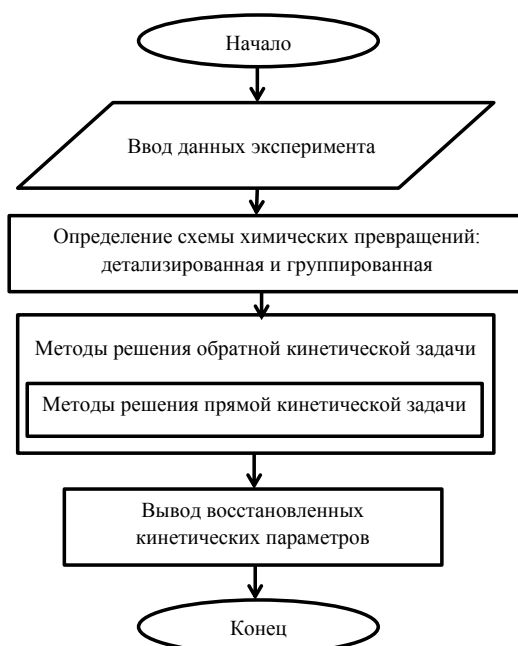 Начало
Ввод данных эксперимента
Определение схемы химических превращений:
детализированная и группированная
Методы решения обратной кинетической задачи
Методы решения прямой кинетической задачи
Вывод восстановленных
кинетических параметров
Конец